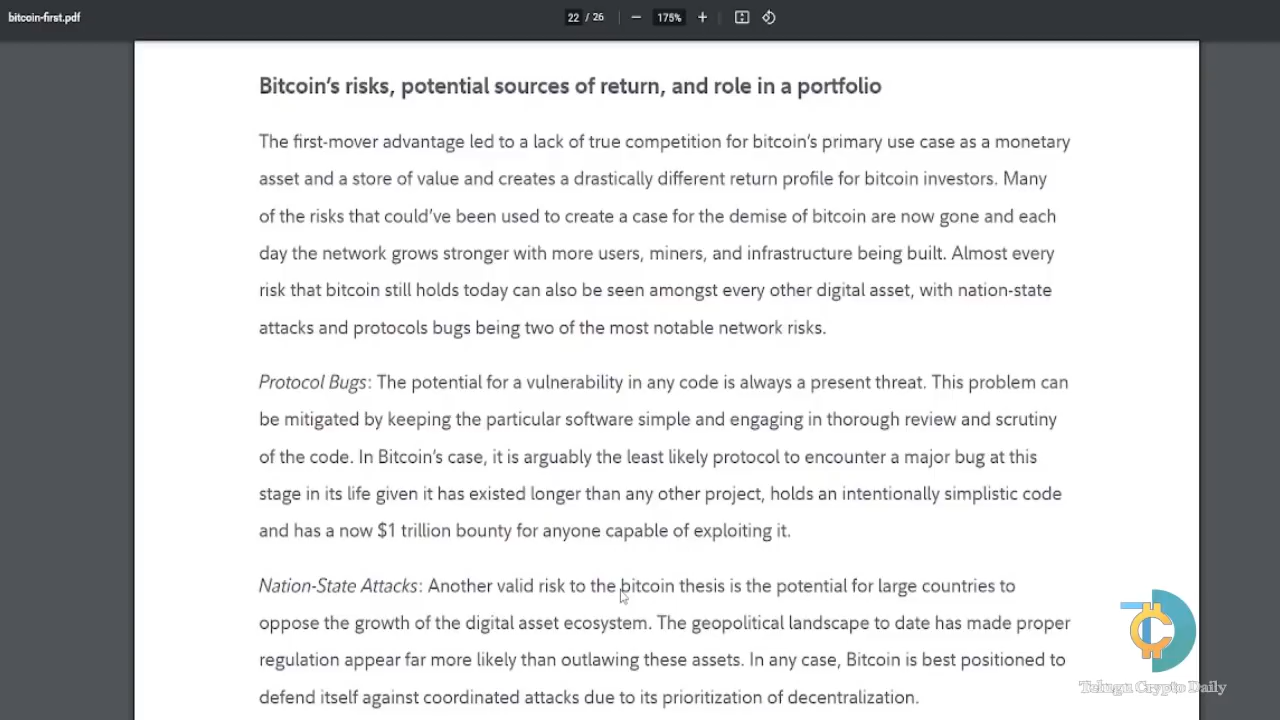 bitcoin-first.pdf
22 / 26
175%
Bitcoin's risks, potential sources of return, and role in a portfolio
The first-mover advantage led to a lack of true competition for bitcoin's primary use case as a monetary
asset and a store of value and creates a drastically different return profile for bitcoin investors. Many
of the risks that could've been used to create a case for the demise of bitcoin are now gone and each
day the network grows stronger with more users, miners, and infrastructure being built. Almost every
risk that bitcoin still holds today can also be seen amongst every other digital asset, with nation-state
attacks and protocols bugs being two of the most notable network risks.
Protocol Bugs: The potential for a vulnerability in any code is always a present threat. This problem can
be mitigated by keeping the particular software simple and engaging in thorough review and scrutiny
of the code. In Bitcoin's case, it is arguably the least likely protocol to encounter a major bug at this
stage in its life given it has existed longer than any other project, holds an intentionally simplistic code
and has a now $1 trillion bounty for anyone capable of exploiting it.
Nation-State Attacks: Another valid risk to the bitcoin thesis is the potential for large countries to
oppose the growth of the digital asset ecosystem. The geopolitical landscape to date has made proper
regulation appear far more likely than outlawing these assets. In any case, Bitcoin is best positioned to
defend itself against coordinated attacks due to its prioritization of decentralization.
Telugu Crypto Daily